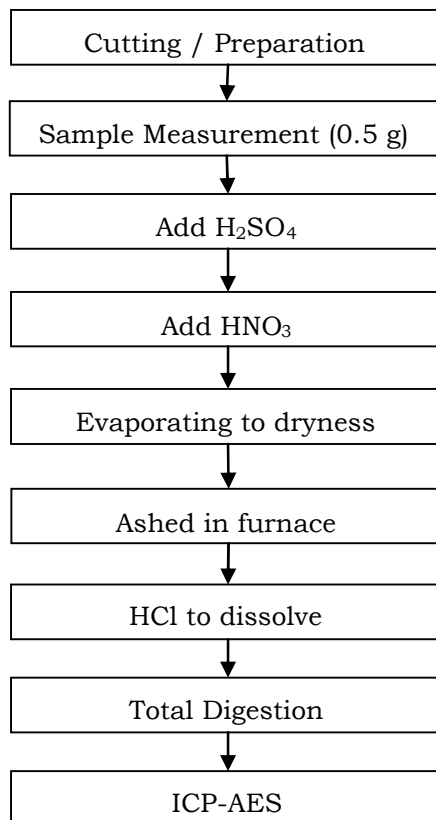 Cutting / Preparation
Sample Measurement (0.5 g)
Add H₂SO₄
Add HNO₃
Evaporating to dryness
Ashed in furnace
HCl to dissolve
Total Digestion
ICP-AES